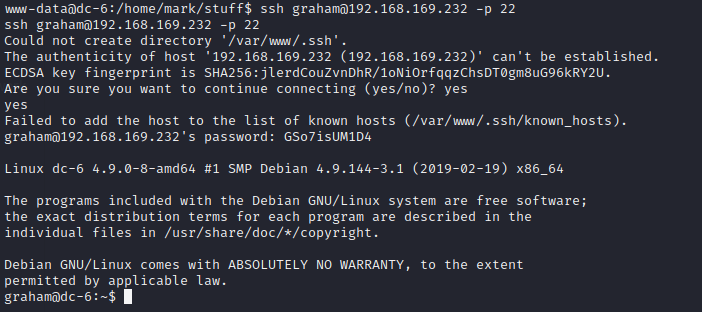 www-data@dc-6:/home/mark/stuff$ ssh graham@192.168.169.232 -p 22
ssh graham@192.168.169.232 -p 22
Could not create directory '/var/www/.ssh'.
The authenticity of host '192.168.169.232 (192.168.169.232)' can't be established.
ECDSA key fingerprint is SHA256:jlerdCouZvnDhR/1oNiOrfqqzChsDT0gm8uG96kRY2U.
Are you sure you want to continue connecting (yes/no)? yes
yes
Failed to add the host to the list of known hosts (/var/www/.ssh/known_hosts).
graham@192.168.169.232's password: GSo7isUM1D4

Linux dc-6 4.9.0-8-amd64 #1 SMP Debian 4.9.144-3.1 (2019-02-19) x86_64

The programs included with the Debian GNU/Linux system are free software;
the exact distribution terms for each program are described in the
individual files in /usr/share/doc/*/copyright.

Debian GNU/Linux comes with ABSOLUTELY NO WARRANTY, to the extent
permitted by applicable law.
graham@dc-6:~$